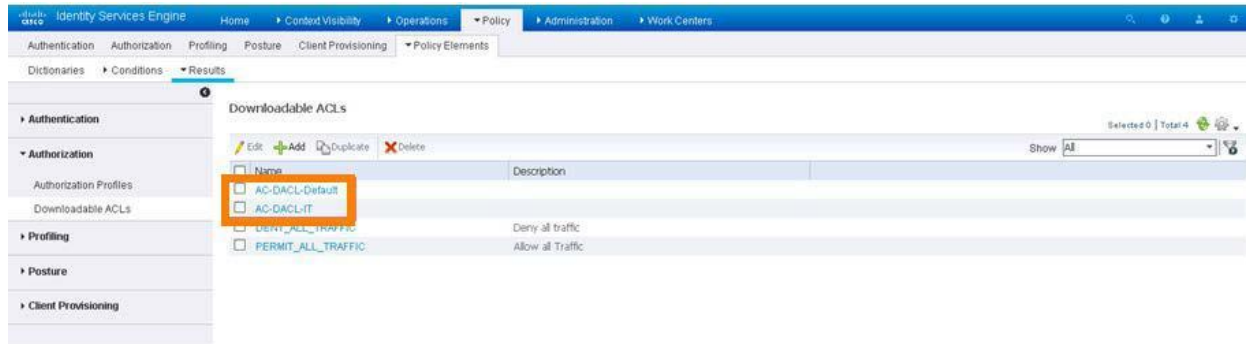 cisco Identity Services Engine Home Context Visibility Operations Policy Administration Work Centers
Authentication Authorization Profiling Posture Client Provisioning Policy Elements
Dictionaries Conditions Results
Authentication
Authorization
Authorization Profiles
Downloadable ACLs
Profiling
Posture
Client Provisioning
Downloadable ACLs
Selected 0 | Total 4
Edit Add Duplicate Delete Show All
Name Description
AC-DACL-Default
AC-DACL-IT
DENY_ALL_TRAFFIC Deny all traffic
PERMIT_ALL_TRAFFIC Allow all Traffic